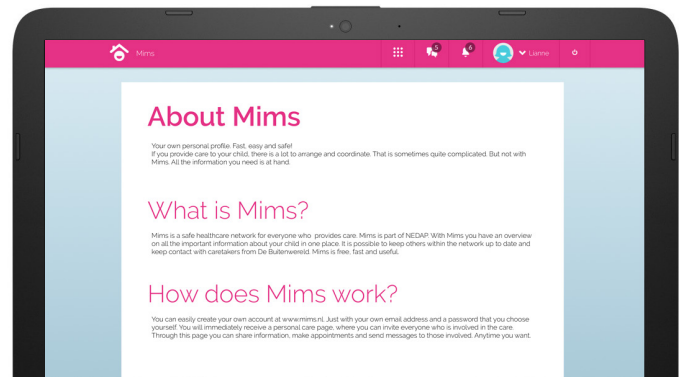 Mims
5
6
Lianne
About Mims
Your own personal profile. Fast, easy and safe!
If you provide care to your child, there is a lot to arrange and coordinate. That is sometimes quite complicated. But not with
Mims. All the information you need is at hand.
What is Mims?
Mims is a safe healthcare network for everyone who provides care. Mims is part of NEDAP. With Mims you have an overview
on all the important information about your child in one place. It is possible to keep others within the network up to date and
keep contact with caretakers from De Buitenwereld. Mims is free, fast and useful.
How does Mims work?
You can easily create your own account at www.mims.nl. Just with your own email address and a password that you choose
yourself. You will immediately receive a personal care page, where you can invite everyone who is involved in the care.
Through this page you can share information, make appointments and send messages to those involved. Anytime you want.